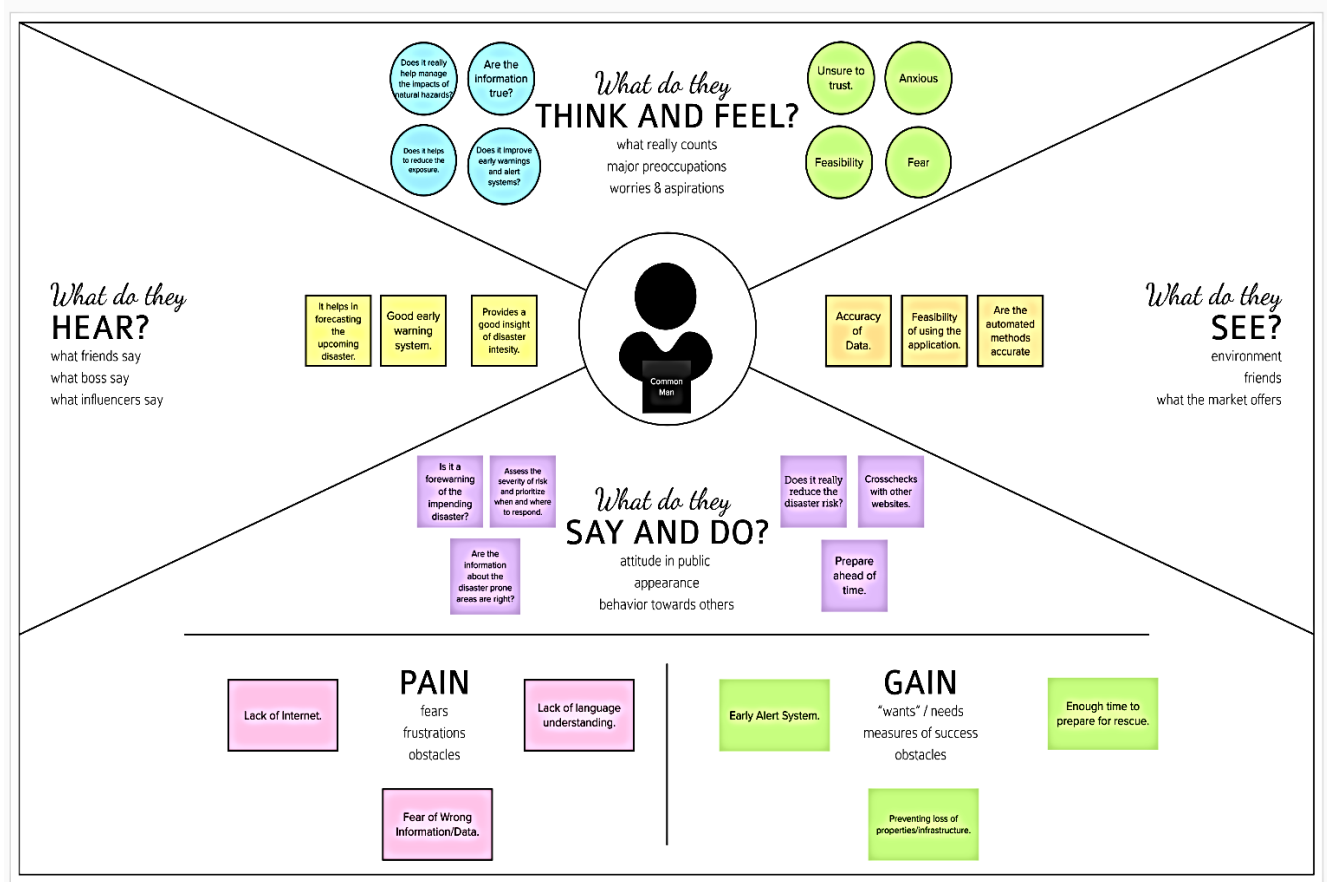 Does it really
help manage
the impacts of
natural hazards?
Are the
information
true?
Does it helps
to reduce the
exposure.
Does it improve
early warnings
and alert
systems?
What do they
THINK AND FEEL?
what really counts
major preoccupations
worries & aspirations
Unsure to
trust.
Anxious
Feasibility
Fear
What do they
HEAR?
what friends say
what boss say
what influencers say
It helps in
forecasting
the
upcoming
disaster.
Good early
warning
system.
Provides a
good insight
of disaster
intesity.
Common
Man
Accuracy
of
Data.
Feasibility
of using the
application.
Are the
automated
methods
accurate
What do they
SEE?
environment
friends
what the market offers
Is it a
forewarning
of the
impending
disaster?
Assess the
severity of risk
and prioritize
when and where
to respond.
Are the
information
about the
disaster prone
areas are right?
What do they
SAY AND DO?
attitude in public
appearance
behavior towards others
Does it really
reduce the
disaster risk?
Crosschecks
with other
websites.
Prepare
ahead of
time.
PAIN
fears
frustrations
obstacles
Lack of Internet.
Lack of language
understanding.
Fear of Wrong
Information/Data.
GAIN
"wants" / needs
measures of success
obstacles
Early Alert System.
Enough time to
prepare for rescue.
Preventing loss of
properties/infrastructure.